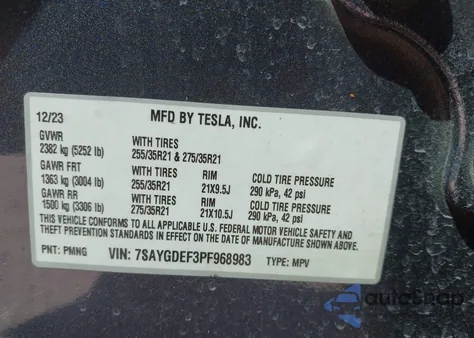 12/23 MFD BY TESLA, INC.
GVWR
2382 kg (5252 lb) WITH TIRES 255/35R21 & 275/35R21
GAWR FRT WITH TIRES RIM COLD TIRE PRESSURE
1363 kg (3004 lb) 255/35R21 21X9.5J 290 kPa, 42 psi
GAWR RR WITH TIRES RIM COLD TIRE PRESSURE
1500 kg (3306 lb) 275/35R21 21X10.5J 290 kPa, 42 psi
THIS VEHICLE CONFORMS TO ALL APPLICABLE U.S. FEDERAL MOTOR VEHICLE SAFETY AND
THEFT PREVENTION STANDARDS IN EFFECT ON THE DATE OF MANUFACTURE SHOWN ABOVE.
PNT: PMNG VIN: 7SAYGDEF3PF968983 TYPE: MPV
autoSnap